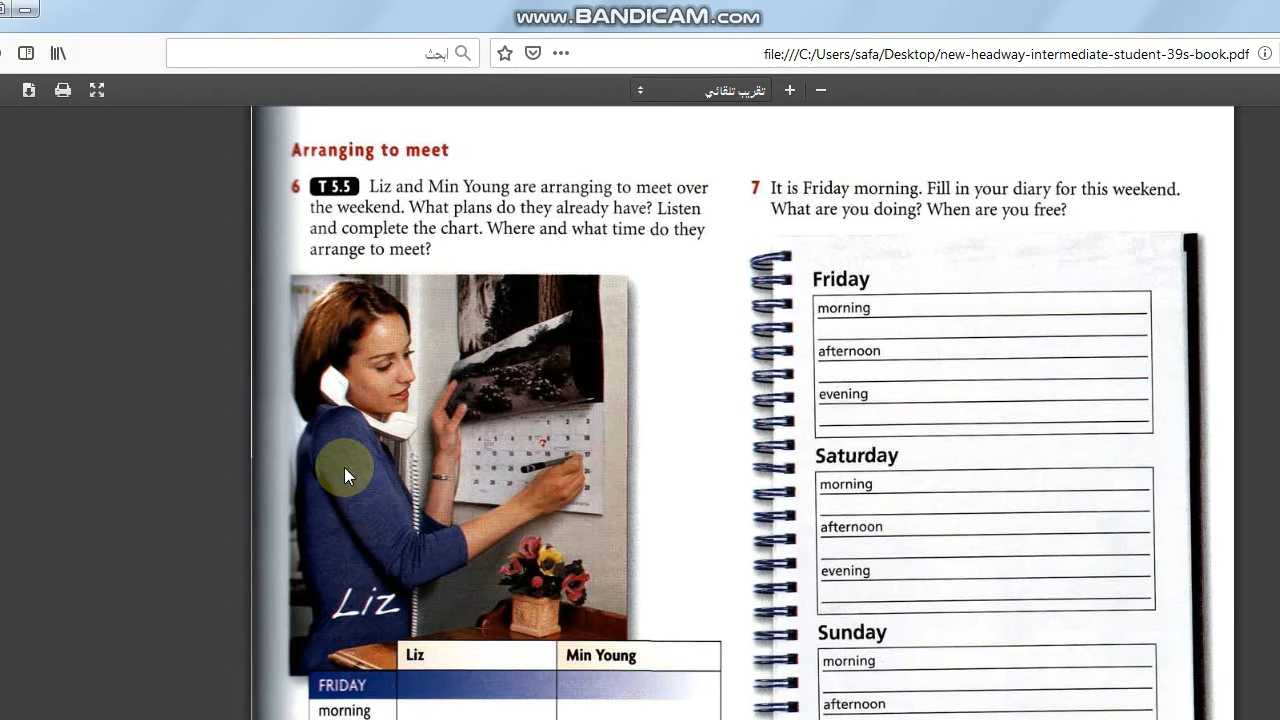 www.BANDICAM.com
ابحث
file:///C:/Users/safa/Desktop/new-headway-intermediate-student-39s-book.pdf
تقريب تلقائي
Arranging to meet
6 T 5.5 Liz and Min Young are arranging to meet over
the weekend. What plans do they already have? Listen
and complete the chart. Where and what time do they
arrange to meet?
Liz
Liz Min Young
FRIDAY
morning
7 It is Friday morning. Fill in your diary for this weekend.
What are you doing? When are you free?
Friday
morning
afternoon
evening
Saturday
morning
afternoon
evening
Sunday
morning
afternoon